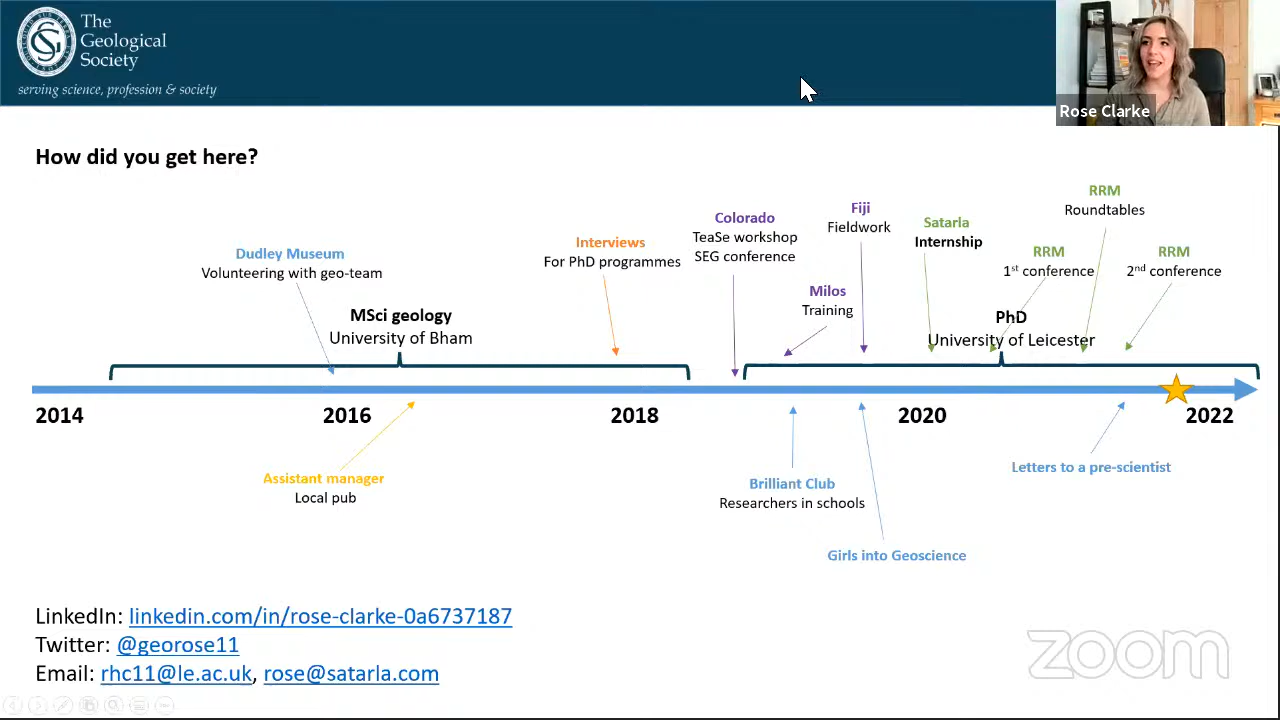 The
Geological
Society
serving science, profession & society
Rose Clarke
How did you get here?
RRM
Roundtables
Fiji
Fieldwork
Colorado
TeaSe workshop
SEG conference
Satarla
Internship
Interviews
For PhD programmes
Dudley Museum
Volunteering with geo-team
RRM
1st conference
RRM
2nd conference
Milos
Training
MSci geology
University of Bham
PhD
University of Leicester
2014
2016
2018
2020
2022
Assistant manager
Local pub
Brilliant Club
Researchers in schools
Letters to a pre-scientist
Girls into Geoscience
LinkedIn: linkedin.com/in/rose-clarke-0a6737187
Twitter: @georose11
Email: rhc11@le.ac.uk, rose@satarla.com
zoom